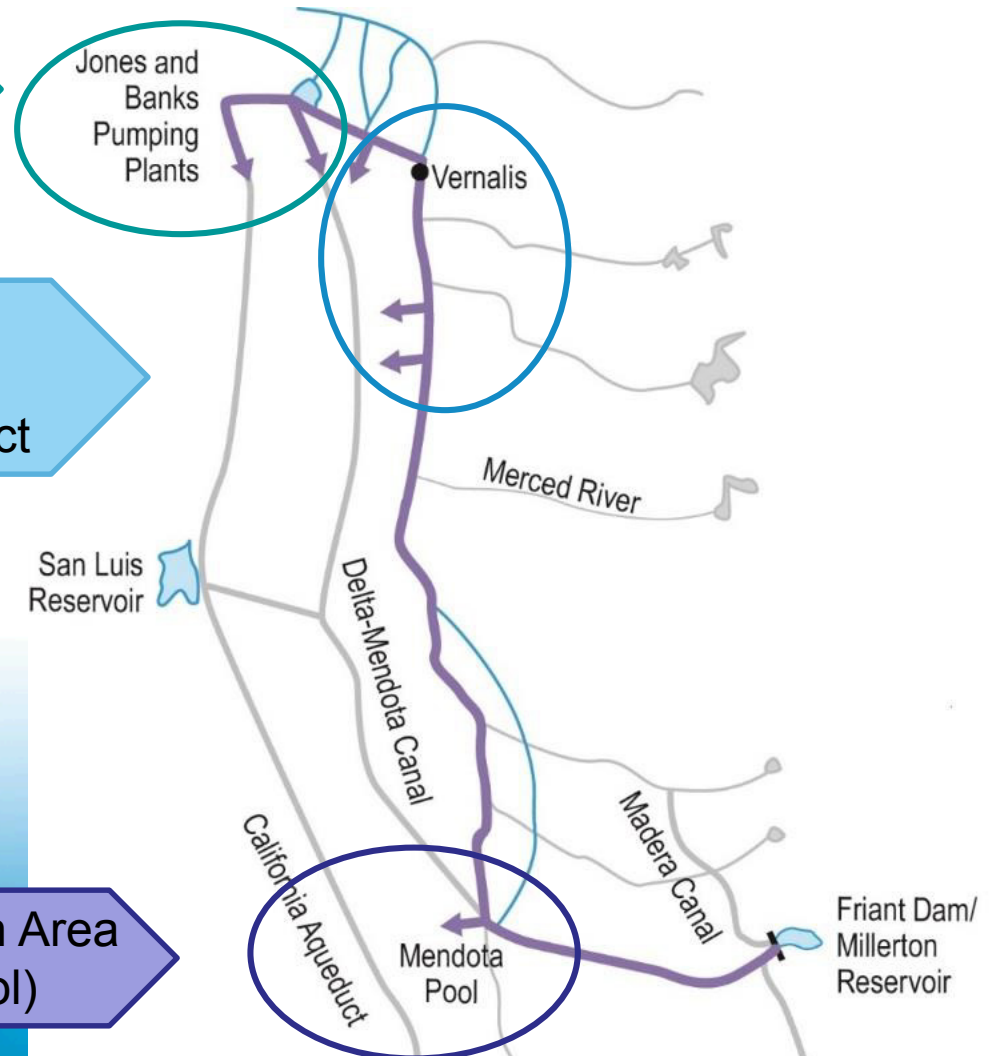 Jones and
Banks
Pumping
Plants
Vernalis
ct
Merced River
San Luis
Reservoir
Delta-Mendota Canal
Madera Canal
California Aqueduct
Area
ol)
Mendota
Pool
Friant Dam/
Millerton
Reservoir